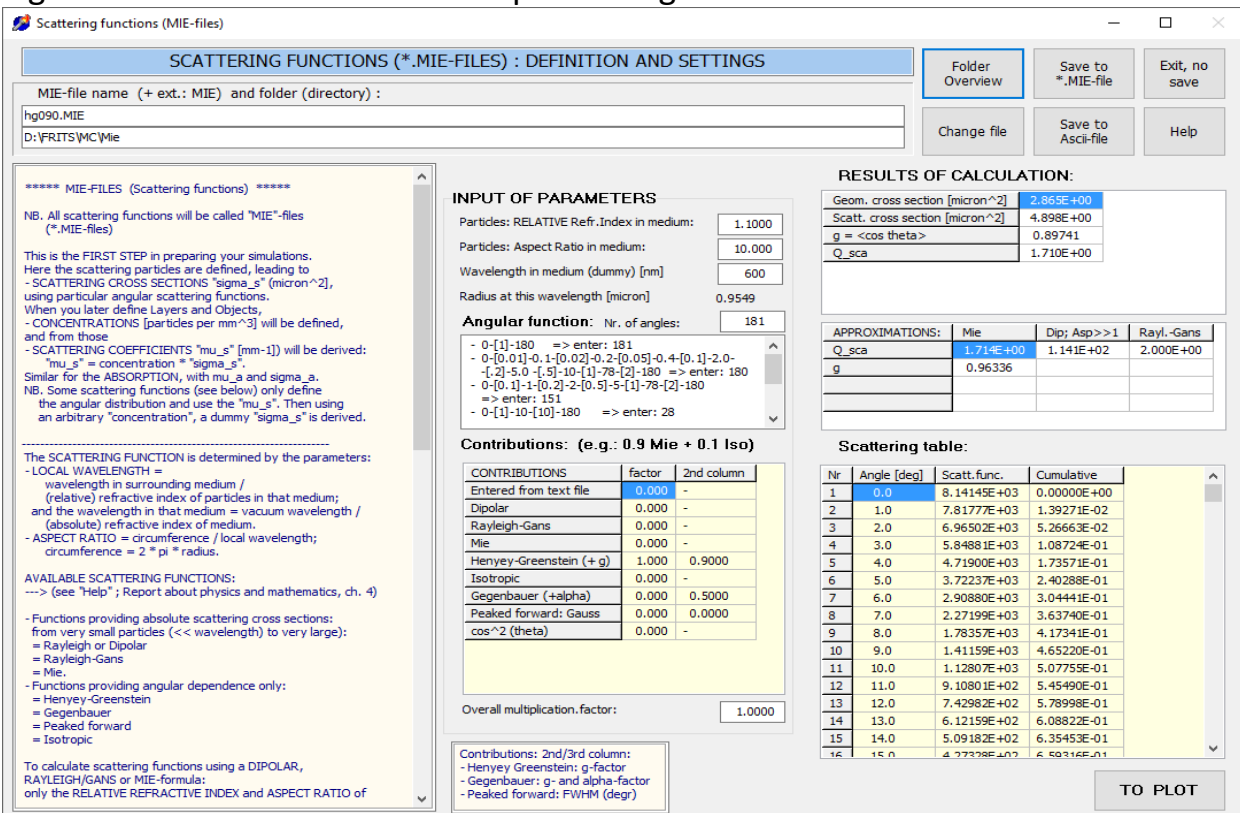 Scattering functions (MIE-files)
SCATTERING FUNCTIONS (*.MIE-FILES) : DEFINITION AND SETTINGS
MIE-file name (+ ext.: MIE) and folder (directory) :
hg090.MIE
D:\FRITS\MC\Mie
Folder
Overview
Save to
*.MIE-file
Exit, no
save
Change file
Save to
Ascii-file
Help
***** MIE-FILES (Scattering functions) *****
NB. All scattering functions will be called "MIE"-files
(*.MIE-files)
This is the FIRST STEP in preparing your simulations.
Here the scattering particles are defined, leading to
- SCATTERING CROSS SECTIONS "sigma_s" (micron^2),
using particular angular scattering functions.
When you later define Layers and Objects,
- CONCENTRATIONS [particles per mm^3] will be defined,
and from those
- SCATTERING COEFFICIENTS "mu_s" [mm-1]) will be derived:
"mu_s" = concentration * "sigma_s".
Similar for the ABSORPTION, with mu_a and sigma_a.
NB. Some scattering functions (see below) only define
the angular distribution and use the "mu_s". Then using
an arbitrary "concentration", a dummy "sigma_s" is derived.
------------------------------------------------------------------
The SCATTERING FUNCTION is determined by the parameters:
- LOCAL WAVELENGTH =
wavelength in surrounding medium /
(relative) refractive index of particles in that medium;
and the wavelength in that medium = vacuum wavelength /
(absolute) refractive index of medium.
- ASPECT RATIO = circumference / local wavelength;
circumference = 2 * pi * radius.
AVAILABLE SCATTERING FUNCTIONS:
---> (see "Help" ; Report about physics and mathematics, ch. 4)
- Functions providing absolute scattering cross sections:
from very small particles (<< wavelength) to very large):
= Rayleigh or Dipolar
= Rayleigh-Gans
= Mie.
- Functions providing angular dependence only:
= Henyey-Greenstein
= Gegenbauer
= Peaked forward
= Isotropic
To calculate scattering functions using a DIPOLAR,
RAYLEIGH/GANS or MIE-formula:
only the RELATIVE REFRACTIVE INDEX and ASPECT RATIO of
INPUT OF PARAMETERS
Particles: RELATIVE Refr.Index in medium: 1.1000
Particles: Aspect Ratio in medium: 10.000
Wavelength in medium (dummy) [nm] 600
Radius at this wavelength [micron] 0.9549
Angular function: Nr. of angles: 181
- 0-[1]-180 => enter: 181
- 0-[0.01]-0.1-[0.02]-0.2-[0.05]-0.4-[0.1]-2.0-
-[.2]-5.0 -[.5]-10-[1]-78-[2]-180 => enter: 180
- 0-[0.1]-1-[0.2]-2-[0.5]-5-[1]-78-[2]-180
=> enter: 151
- 0-[1]-10-[10]-180 => enter: 28
Contributions: (e.g.: 0.9 Mie + 0.1 Iso)
CONTRIBUTIONS factor 2nd column
Entered from text file 0.000 -
Dipolar 0.000 -
Rayleigh-Gans 0.000 -
Mie 0.000 -
Henyey-Greenstein (+ g) 1.000 0.9000
Isotropic 0.000 -
Gegenbauer (+alpha) 0.000 0.5000
Peaked forward: Gauss 0.000 0.0000
cos^2 (theta) 0.000 -
Overall multiplication.factor: 1.0000
Contributions: 2nd/3rd column:
- Henyey Greenstein: g-factor
- Gegenbauer: g- and alpha-factor
- Peaked forward: FWHM (degr)
RESULTS OF CALCULATION:
Geom. cross section [micron^2] 2.865E+00
Scatt. cross section [micron^2] 4.898E+00
g = <cos theta> 0.89741
Q_sca 1.710E+00
APPROXIMATIONS: Mie Dip; Asp>>1 Rayl.-Gans
Q_sca 1.714E+00 1.141E+02 2.000E+00
g 0.96336
Scattering table:
Nr Angle [deg] Scatt.func. Cumulative
1 0.0 8.14145E+03 0.00000E+00
2 1.0 7.81777E+03 1.39271E-02
3 2.0 6.96502E+03 5.26663E-02
4 3.0 5.84881E+03 1.08724E-01
5 4.0 4.71900E+03 1.73571E-01
6 5.0 3.72237E+03 2.40288E-01
7 6.0 2.90880E+03 3.04441E-01
8 7.0 2.27199E+03 3.63740E-01
9 8.0 1.78357E+03 4.17341E-01
10 9.0 1.41159E+03 4.65220E-01
11 10.0 1.12807E+03 5.07755E-01
12 11.0 9.10801E+02 5.45490E-01
13 12.0 7.42982E+02 5.78998E-01
14 13.0 6.12159E+02 6.08822E-01
15 14.0 5.09182E+02 6.35453E-01
16 15.0 4.27328E+02 6.59316E-01
TO PLOT